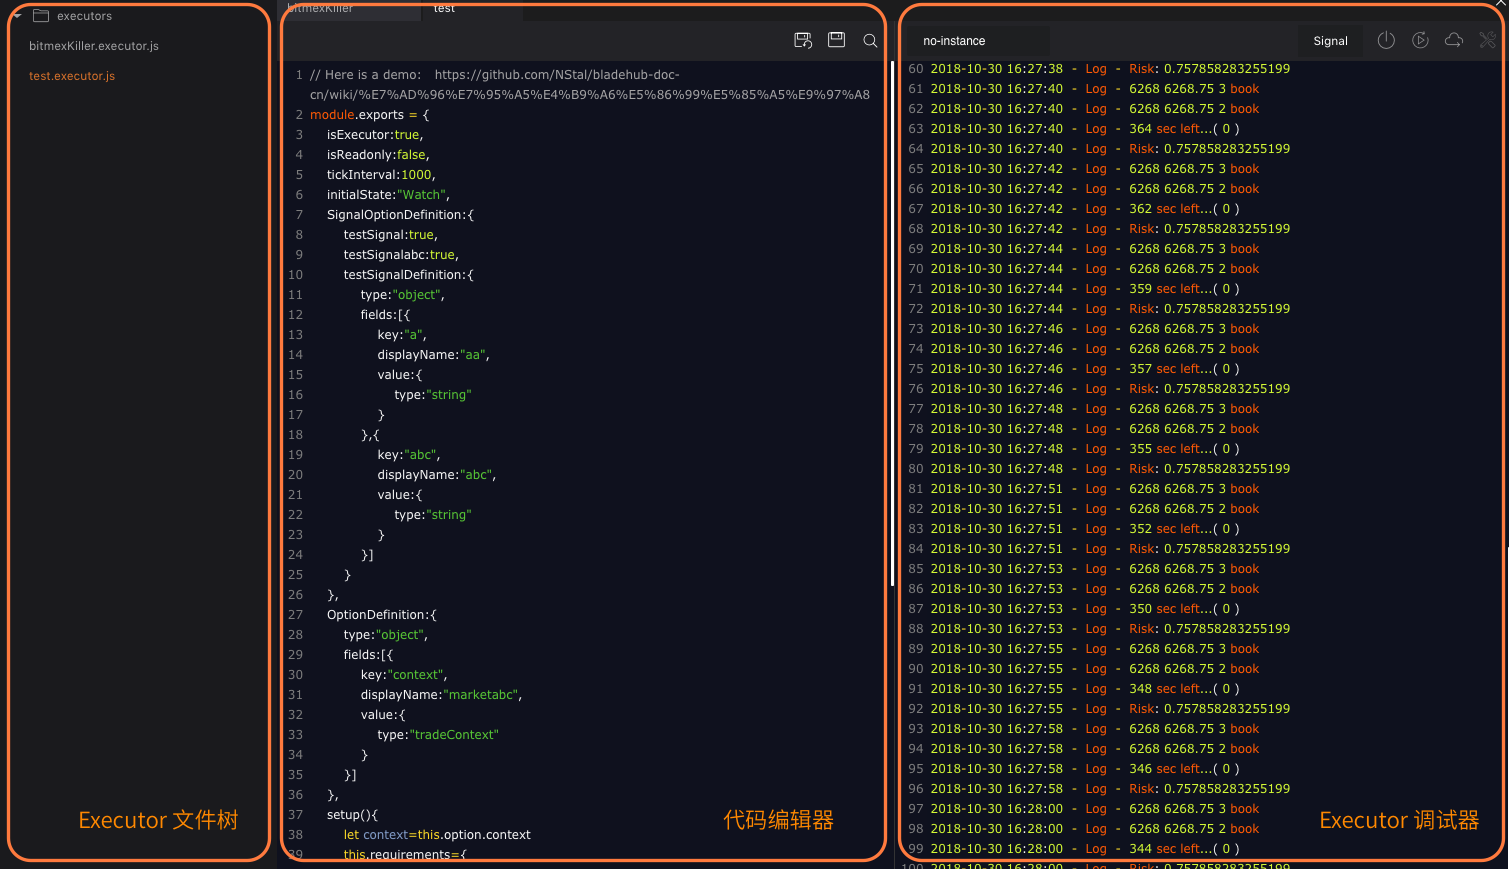 executors
bitmexKiller.executor.js
test.executor.js
Executor 文件树
bitmexKiller
test
1 // Here is a demo: https://github.com/NStal/bladehub-doc-
cn/wiki/%E7%AD%96%E7%95%A5%E4%B9%A6%E5%86%99%E5%85%A5%E9%97%A8
2 module.exports = {
3 isExecutor:true,
4 isReadonly:false,
5 tickInterval:1000,
6 initialState:"Watch",
7 SignalOptionDefinition:{
8 testSignal:true,
9 testSignalabc:true,
10 testSignalDefinition:{
11 type:"object",
12 fields:[{
13 key:"a",
14 displayName:"aa",
15 value:{
16 type:"string"
17 }
18 },{
19 key:"abc",
20 displayName:"abc",
21 value:{
22 type:"string"
23 }
24 }]
25 }
26 },
27 OptionDefinition:{
28 type:"object",
29 fields:[{
30 key:"context",
31 displayName:"marketabc",
32 value:{
33 type:"tradeContext"
34 }
35 }]
36 },
37 setup(){
38 let context=this.option.context
39 this.requirements={
代码编辑器
no-instance
Signal
60 2018-10-30 16:27:38 - Log - Risk: 0.757858283255199
61 2018-10-30 16:27:40 - Log - 6268 6268.75 3 book
62 2018-10-30 16:27:40 - Log - 6268 6268.75 2 book
63 2018-10-30 16:27:40 - Log - 364 sec left...( 0 )
64 2018-10-30 16:27:40 - Log - Risk: 0.757858283255199
65 2018-10-30 16:27:42 - Log - 6268 6268.75 3 book
66 2018-10-30 16:27:42 - Log - 6268 6268.75 2 book
67 2018-10-30 16:27:42 - Log - 362 sec left...( 0 )
68 2018-10-30 16:27:42 - Log - Risk: 0.757858283255199
69 2018-10-30 16:27:44 - Log - 6268 6268.75 3 book
70 2018-10-30 16:27:44 - Log - 6268 6268.75 2 book
71 2018-10-30 16:27:44 - Log - 359 sec left...( 0 )
72 2018-10-30 16:27:44 - Log - Risk: 0.757858283255199
73 2018-10-30 16:27:46 - Log - 6268 6268.75 3 book
74 2018-10-30 16:27:46 - Log - 6268 6268.75 2 book
75 2018-10-30 16:27:46 - Log - 357 sec left...( 0 )
76 2018-10-30 16:27:46 - Log - Risk: 0.757858283255199
77 2018-10-30 16:27:48 - Log - 6268 6268.75 3 book
78 2018-10-30 16:27:48 - Log - 6268 6268.75 2 book
79 2018-10-30 16:27:48 - Log - 355 sec left...( 0 )
80 2018-10-30 16:27:48 - Log - Risk: 0.757858283255199
81 2018-10-30 16:27:51 - Log - 6268 6268.75 3 book
82 2018-10-30 16:27:51 - Log - 6268 6268.75 2 book
83 2018-10-30 16:27:51 - Log - 352 sec left...( 0 )
84 2018-10-30 16:27:51 - Log - Risk: 0.757858283255199
85 2018-10-30 16:27:53 - Log - 6268 6268.75 3 book
86 2018-10-30 16:27:53 - Log - 6268 6268.75 2 book
87 2018-10-30 16:27:53 - Log - 350 sec left...( 0 )
88 2018-10-30 16:27:53 - Log - Risk: 0.757858283255199
89 2018-10-30 16:27:55 - Log - 6268 6268.75 3 book
90 2018-10-30 16:27:55 - Log - 6268 6268.75 2 book
91 2018-10-30 16:27:55 - Log - 348 sec left...( 0 )
92 2018-10-30 16:27:55 - Log - Risk: 0.757858283255199
93 2018-10-30 16:27:58 - Log - 6268 6268.75 3 book
94 2018-10-30 16:27:58 - Log - 6268 6268.75 2 book
95 2018-10-30 16:27:58 - Log - 346 sec left...( 0 )
96 2018-10-30 16:27:58 - Log - Risk: 0.757858283255199
97 2018-10-30 16:28:00 - Log - 6268 6268.75 3 book
98 2018-10-30 16:28:00 - Log - 6268 6268.75 2 book
99 2018-10-30 16:28:00 - Log - 344 sec left...( 0 )
100 2018-10-30 16:28:00 - Log - Risk: 0.757858283255199
Executor 调试器